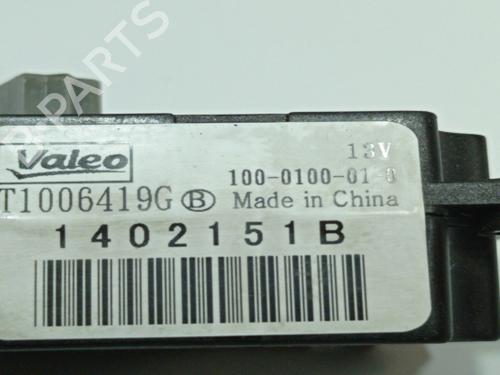 Valeo
13V
100-0100-01-0
T1006419G Ⓑ Made in China
1402151B